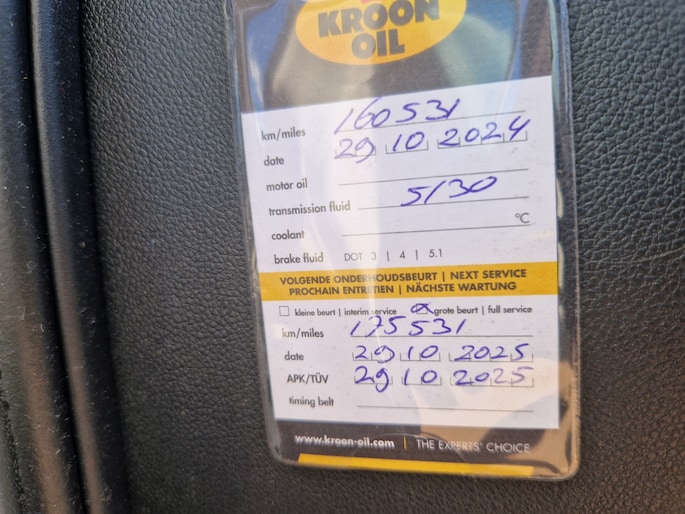 KROON
OIL
km/miles 160531
date 29 10 2024
motor oil
transmission fluid 5/30
coolant °C
brake fluid DOT 3 | 4 | 5.1
VOLGENDE ONDERHOUDSBEURT | NEXT SERVICE
PROCHAIN ENTRETIEN | NÄCHSTE WARTUNG
kleine beurt | interim service grote beurt | full service
km/miles 175531
date 29 10 2025
APK/TÜV 29 10 2025
timing belt
www.kroon-oil.com | THE EXPERTS' CHOICE